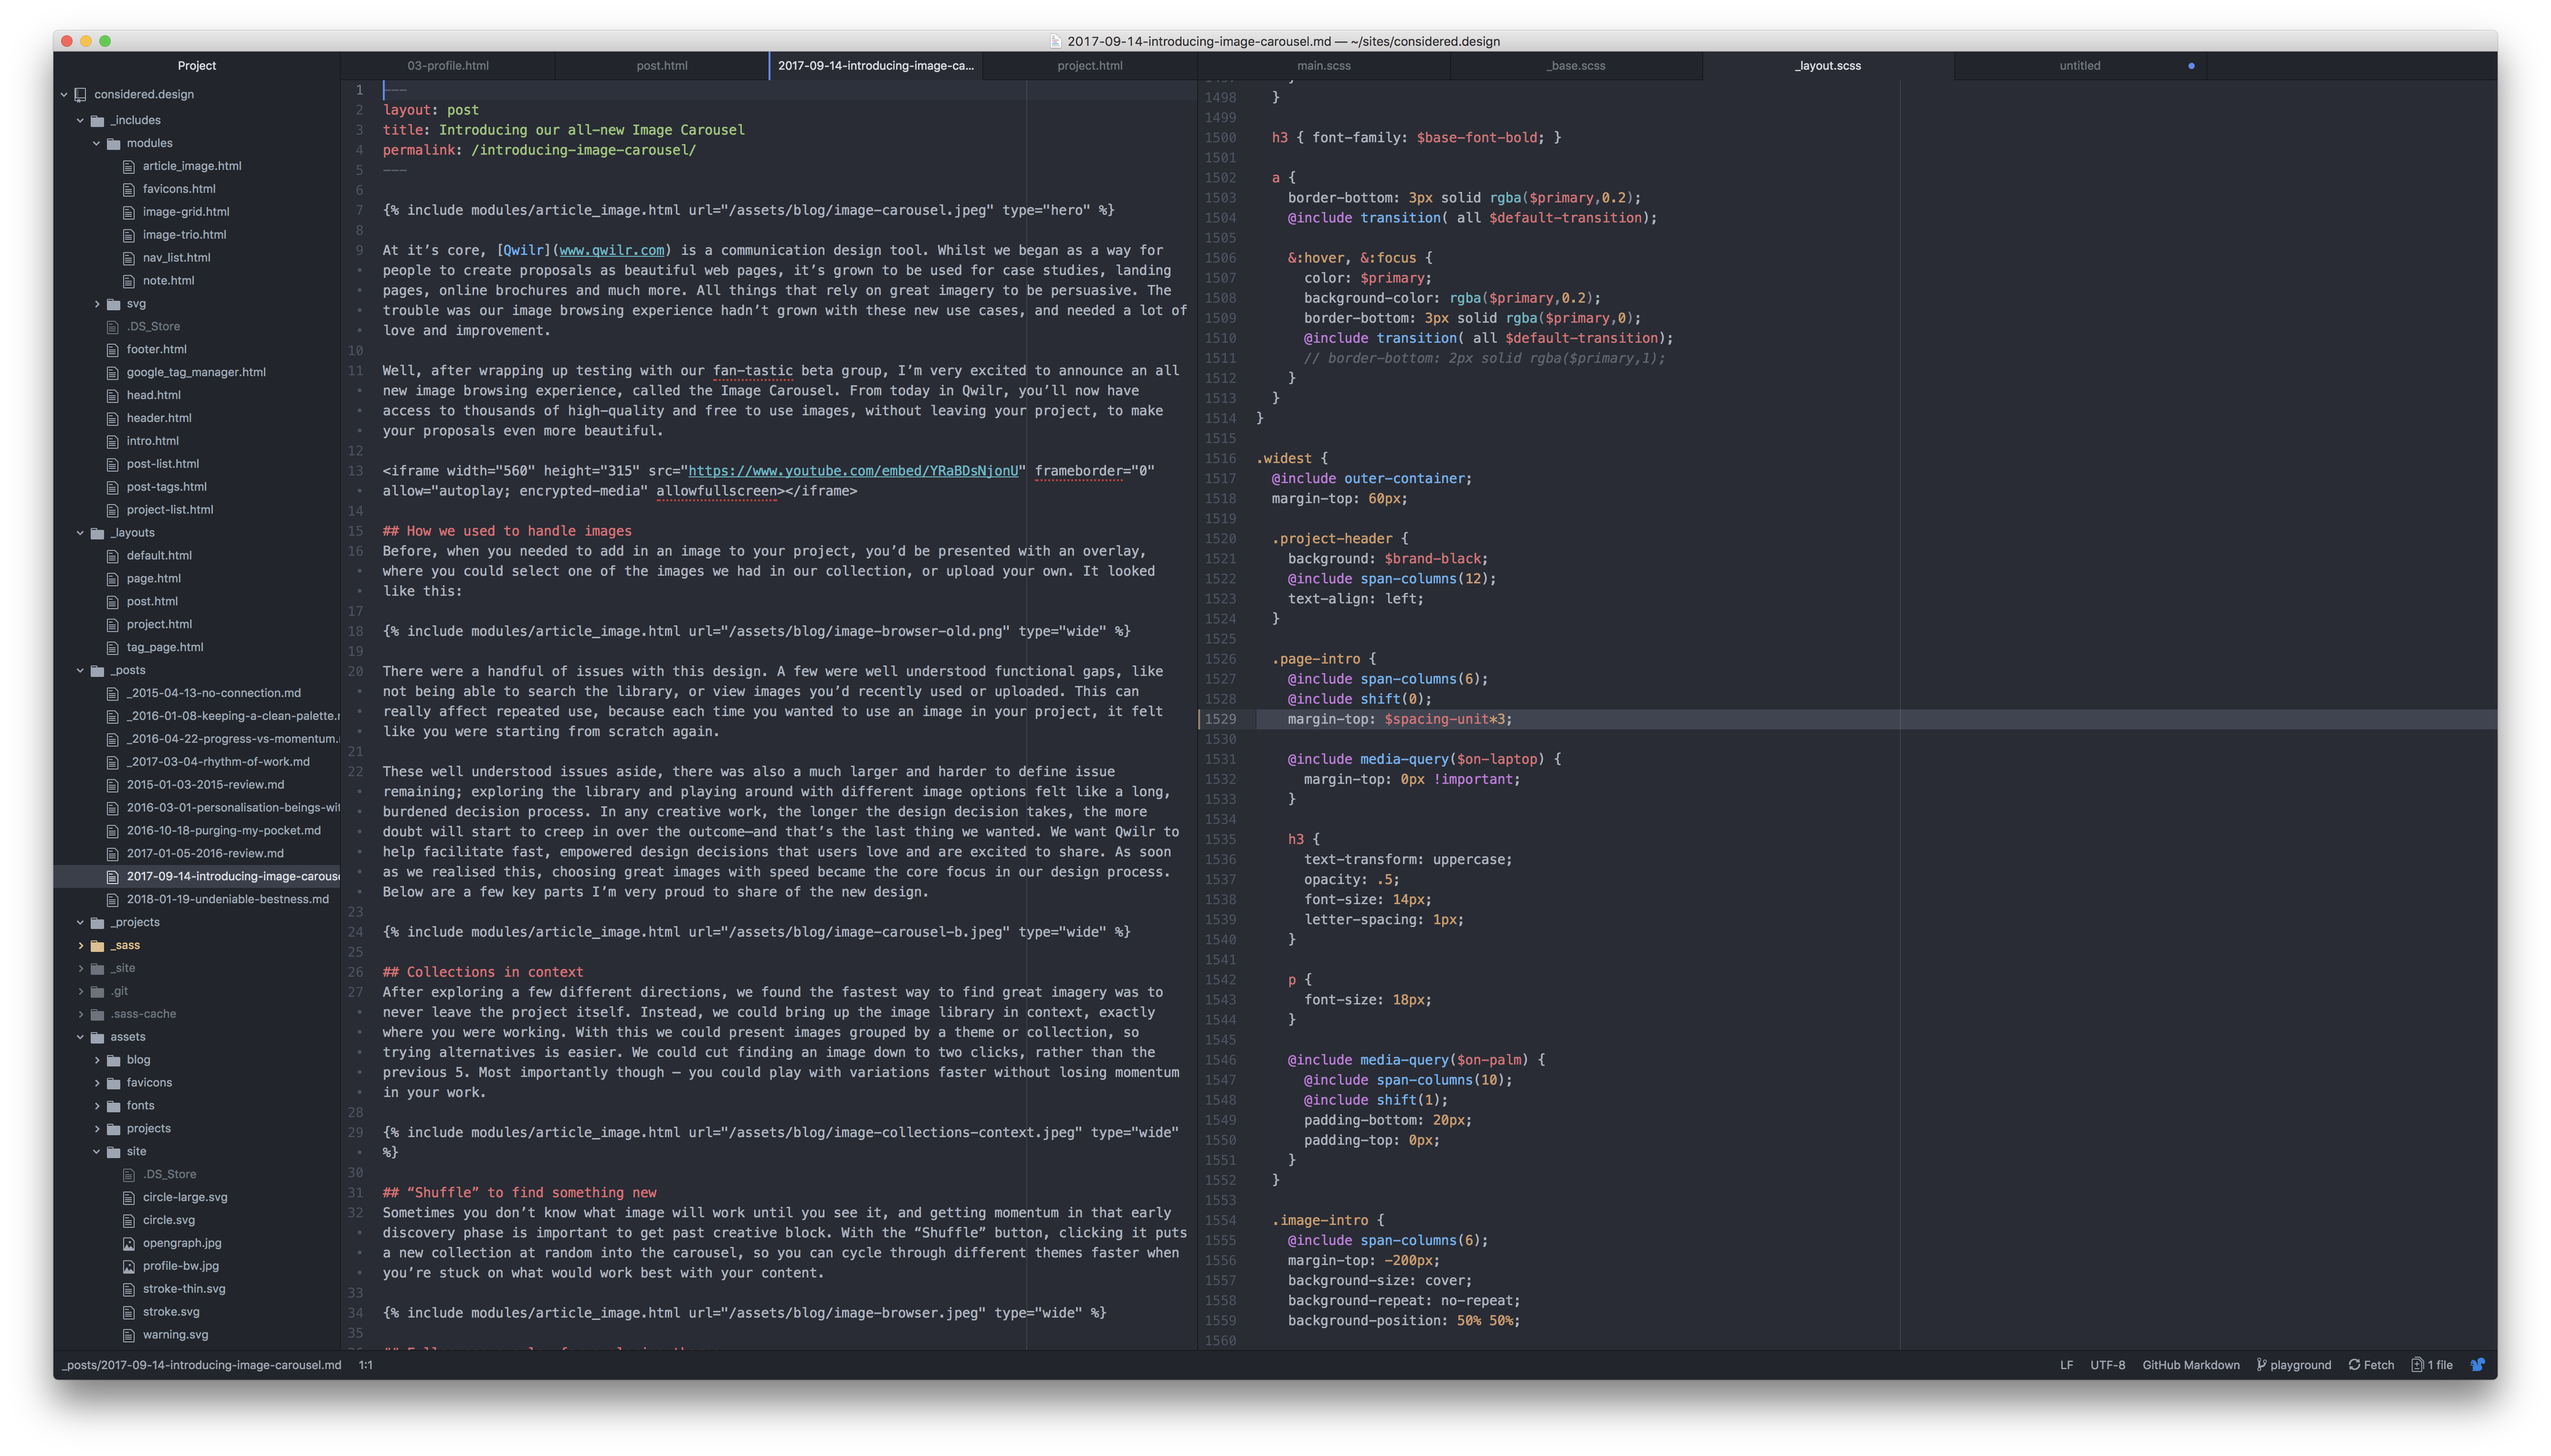 2017-09-14-introducing-image-carousel.md — ~/sites/considered.design
Project
considered.design
_includes
modules
article_image.html
favicons.html
image-grid.html
image-trio.html
nav_list.html
note.html
svg
.DS_Store
footer.html
google_tag_manager.html
head.html
header.html
intro.html
post-list.html
post-tags.html
project-list.html
_layouts
default.html
page.html
post.html
project.html
tag_page.html
_posts
_2015-04-13-no-connection.md
_2016-01-08-keeping-a-clean-palette.
_2016-04-22-progress-vs-momentum.
_2017-03-04-rhythm-of-work.md
2015-01-03-2015-review.md
2016-03-01-personalisation-beings-wit
2016-10-18-purging-my-pocket.md
2017-01-05-2016-review.md
2017-09-14-introducing-image-carous
2018-01-19-undeniable-bestness.md
_projects
_sass
_site
.git
.sass-cache
assets
blog
favicons
fonts
projects
site
.DS_Store
circle-large.svg
circle.svg
opengraph.jpg
profile-bw.jpg
stroke-thin.svg
stroke.svg
warning.svg
03-profile.html post.html 2017-09-14-introducing-image-ca... project.html
1 ---
2 layout: post
3 title: Introducing our all-new Image Carousel
4 permalink: /introducing-image-carousel/
5 ---
6
7 {% include modules/article_image.html url="/assets/blog/image-carousel.jpeg" type="hero" %}
8
9 At it’s core, [Qwilr](www.qwilr.com) is a communication design tool. Whilst we began as a way for
• people to create proposals as beautiful web pages, it’s grown to be used for case studies, landing
• pages, online brochures and much more. All things that rely on great imagery to be persuasive. The
• trouble was our image browsing experience hadn’t grown with these new use cases, and needed a lot of
• love and improvement.
10
11 Well, after wrapping up testing with our fan-tastic beta group, I’m very excited to announce an all
• new image browsing experience, called the Image Carousel. From today in Qwilr, you’ll now have
• access to thousands of high-quality and free to use images, without leaving your project, to make
• your proposals even more beautiful.
12
13 <iframe width="560" height="315" src="https://www.youtube.com/embed/YRaBDsNjonU" frameborder="0"
• allow="autoplay; encrypted-media" allowfullscreen></iframe>
14
15 ## How we used to handle images
16 Before, when you needed to add in an image to your project, you’d be presented with an overlay,
• where you could select one of the images we had in our collection, or upload your own. It looked
• like this:
17
18 {% include modules/article_image.html url="/assets/blog/image-browser-old.png" type="wide" %}
19
20 There were a handful of issues with this design. A few were well understood functional gaps, like
• not being able to search the library, or view images you’d recently used or uploaded. This can
• really affect repeated use, because each time you wanted to use an image in your project, it felt
• like you were starting from scratch again.
21
22 These well understood issues aside, there was also a much larger and harder to define issue
• remaining; exploring the library and playing around with different image options felt like a long,
• burdened decision process. In any creative work, the longer the design decision takes, the more
• doubt will start to creep in over the outcome—and that’s the last thing we wanted. We want Qwilr to
• help facilitate fast, empowered design decisions that users love and are excited to share. As soon
• as we realised this, choosing great images with speed became the core focus in our design process.
• Below are a few key parts I’m very proud to share of the new design.
23
24 {% include modules/article_image.html url="/assets/blog/image-carousel-b.jpeg" type="wide" %}
25
26 ## Collections in context
27 After exploring a few different directions, we found the fastest way to find great imagery was to
• never leave the project itself. Instead, we could bring up the image library in context, exactly
• where you were working. With this we could present images grouped by a theme or collection, so
• trying alternatives is easier. We could cut finding an image down to two clicks, rather than the
• previous 5. Most importantly though – you could play with variations faster without losing momentum
• in your work.
28
29 {% include modules/article_image.html url="/assets/blog/image-collections-context.jpeg" type="wide"
• %}
30
31 ## “Shuffle” to find something new
32 Sometimes you don’t know what image will work until you see it, and getting momentum in that early
• discovery phase is important to get past creative block. With the “Shuffle” button, clicking it puts
• a new collection at random into the carousel, so you can cycle through different themes faster when
• you’re stuck on what would work best with your content.
33
34 {% include modules/article_image.html url="/assets/blog/image-browser.jpeg" type="wide" %}
35
main.scss _base.scss _layout.scss untitled
1498 }
1499
1500 h3 { font-family: $base-font-bold; }
1501
1502 a {
1503 border-bottom: 3px solid rgba($primary,0.2);
1504 @include transition( all $default-transition);
1505
1506 &:hover, &:focus {
1507 color: $primary;
1508 background-color: rgba($primary,0.2);
1509 border-bottom: 3px solid rgba($primary,0);
1510 @include transition( all $default-transition);
1511 // border-bottom: 2px solid rgba($primary,1);
1512 }
1513 }
1514 }
1515
1516 .widest {
1517 @include outer-container;
1518 margin-top: 60px;
1519
1520 .project-header {
1521 background: $brand-black;
1522 @include span-columns(12);
1523 text-align: left;
1524 }
1525
1526 .page-intro {
1527 @include span-columns(6);
1528 @include shift(0);
1529 margin-top: $spacing-unit*3;
1530
1531 @include media-query($on-laptop) {
1532 margin-top: 0px !important;
1533 }
1534
1535 h3 {
1536 text-transform: uppercase;
1537 opacity: .5;
1538 font-size: 14px;
1539 letter-spacing: 1px;
1540 }
1541
1542 p {
1543 font-size: 18px;
1544 }
1545
1546 @include media-query($on-palm) {
1547 @include span-columns(10);
1548 @include shift(1);
1549 padding-bottom: 20px;
1550 padding-top: 0px;
1551 }
1552 }
1553
1554 .image-intro {
1555 @include span-columns(6);
1556 margin-top: -200px;
1557 background-size: cover;
1558 background-repeat: no-repeat;
1559 background-position: 50% 50%;
1560
_posts/2017-09-14-introducing-image-carousel.md 1:1 LF UTF-8 GitHub Markdown playground Fetch 1 file